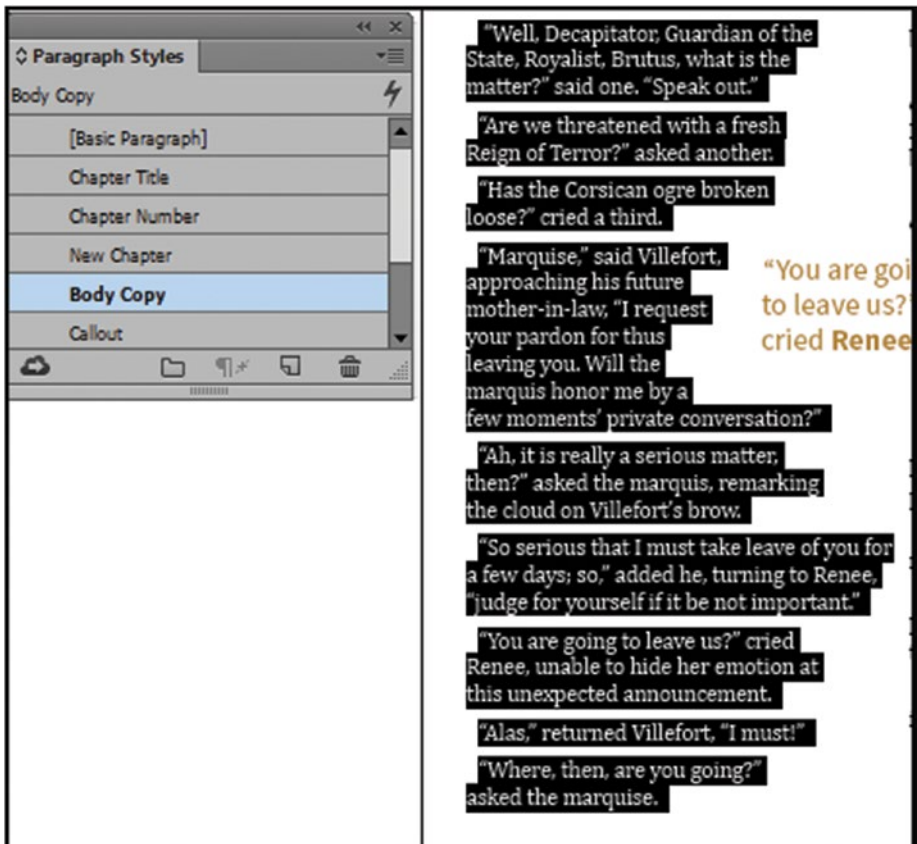 Paragraph Styles
Body Copy
[Basic Paragraph]
Chapter Title
Chapter Number
New Chapter
Body Copy
Callout
“Well, Decapitator, Guardian of the
State, Royalist, Brutus, what is the
matter?” said one. “Speak out.”
“Are we threatened with a fresh
Reign of Terror?” asked another.
“Has the Corsican ogre broken
loose?” cried a third.
“Marquise,” said Villefort,
approaching his future
mother-in-law, “I request
your pardon for thus
leaving you. Will the
marquis honor me by a
few moments’ private conversation?”
“Ah, it is really a serious matter,
then?” asked the marquis, remarking
the cloud on Villefort’s brow.
“So serious that I must take leave of you for
a few days; so,” added he, turning to Renee,
“judge for yourself if it be not important.”
“You are going to leave us?” cried
Renee, unable to hide her emotion at
this unexpected announcement.
“Alas,” returned Villefort, “I must!”
“Where, then, are you going?”
asked the marquise.
“You are goi
to leave us?
cried Renee